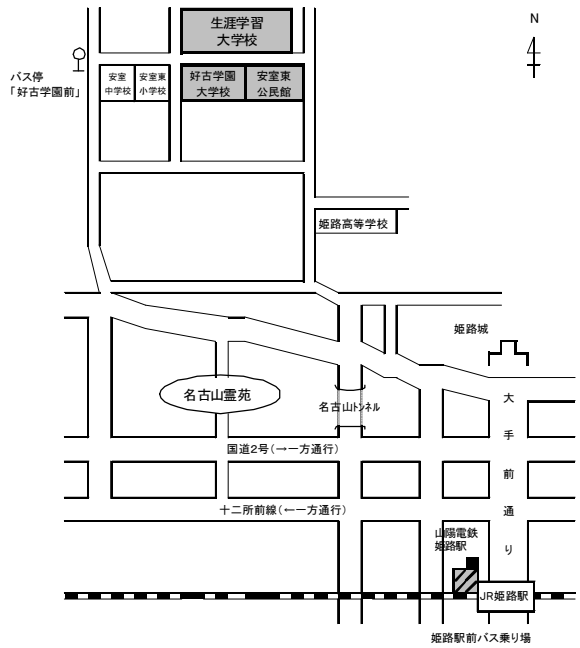 生涯学習
大学校
N
バス停
「好古学園前」
安室
中学校
安室東
小学校
好古学園
大学校
安室東
公民館
姫路高等学校
姫路城
名古山霊苑
名古山トンネル
大手前通り
国道2号(→一方通行)
十二所前線(←一方通行)
山陽電鉄
姫路駅
JR姫路駅
姫路駅前バス乗り場